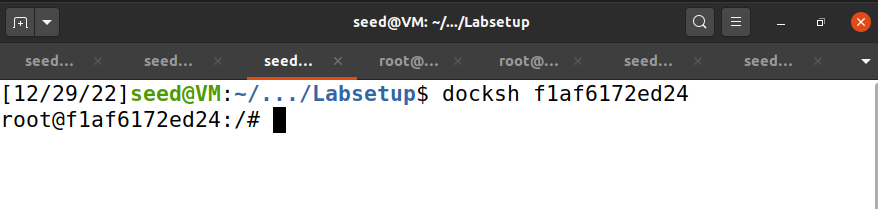 seed@VM: ~/.../Labsetup
seed... seed... seed... root@... root@... seed... seed...
[12/29/22]seed@VM:~/.../Labsetup$ docksh f1af6172ed24
root@f1af6172ed24:/#